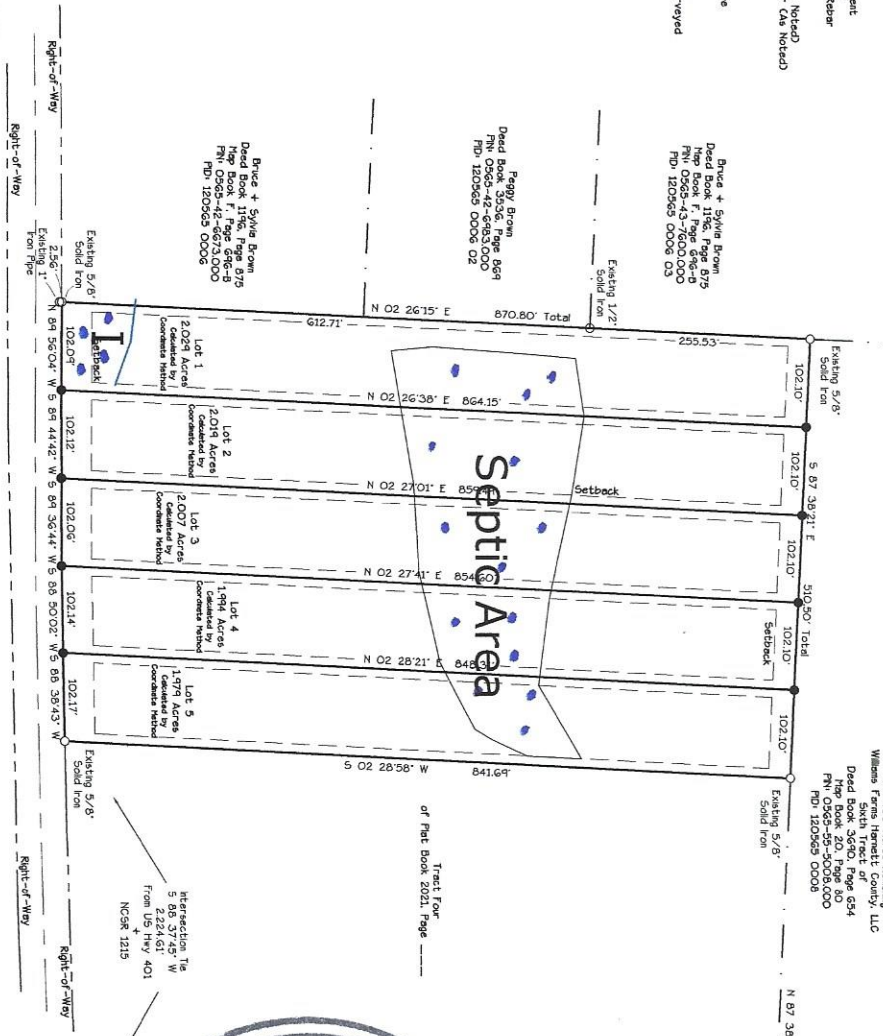 ent
Rebar
Noted)
(As Noted)
e
rveyed
Williams Farms Harnett County, LLC
Sixth Tract of
Deed Book 3690, Page 654
Map Book 20, Page 80
PIN: 0565-55-5008.000
PID: 120565 0008
N 87 38
Bruce + Sylvia Brown
Deed Book 1196, Page 875
Map Book F, Page 696-B
PIN: 0565-43-7600.000
PID: 120565 0006 03
Existing 1/2"
Solid Iron
Peggy Brown
Deed Book 3536, Page 869
PIN: 0565-42-6983.000
PID: 120565 0006 02
Bruce + Sylvia Brown
Deed Book 1196, Page 875
Map Book F, Page 696-B
PIN: 0565-42-6673.000
PID: 120565 0006
Existing 5/8"
Solid Iron
S 87 38'21" E
510.50' Total
102.10'
102.10'
102.10'
102.10'
102.10'
Existing 5/8"
Solid Iron
255.53'
N 02 26'15" E
870.80' Total
612.71'
N 02 26'38" E 864.15'
N 02 27'01" E
N 02 27'41" E 854.60'
N 02 28'21" E
S 02 28'58" W
841.69'
Setback
Setback
Septic Area
Lot 1
2.029 Acres
Calculated by
Coordinate Method
Lot 2
2.019 Acres
Calculated by
Coordinate Method
Lot 3
2.007 Acres
Calculated by
Coordinate Method
Lot 4
1.994 Acres
Calculated by
Coordinate Method
Lot 5
1.979 Acres
Calculated by
Coordinate Method
Setback
I
Existing 5/8"
Solid Iron
2.56'
Existing 1"
Iron Pipe
N 89 56'04" W
102.09'
S 89 44'42" W
102.12'
S 89 36'44" W
102.06'
S 88 50'02" W
102.14'
S 88 38'43" W
102.17'
Existing 5/8"
Solid Iron
Tract Four
of Plat Book 2021, Page
Intersection Tie
S 88 37'45" W
2,224.61'
From US Hwy 401
+
NCSR 1215
Right-of-Way
Right-of-Way
Right-of-Way
Right-of-Way